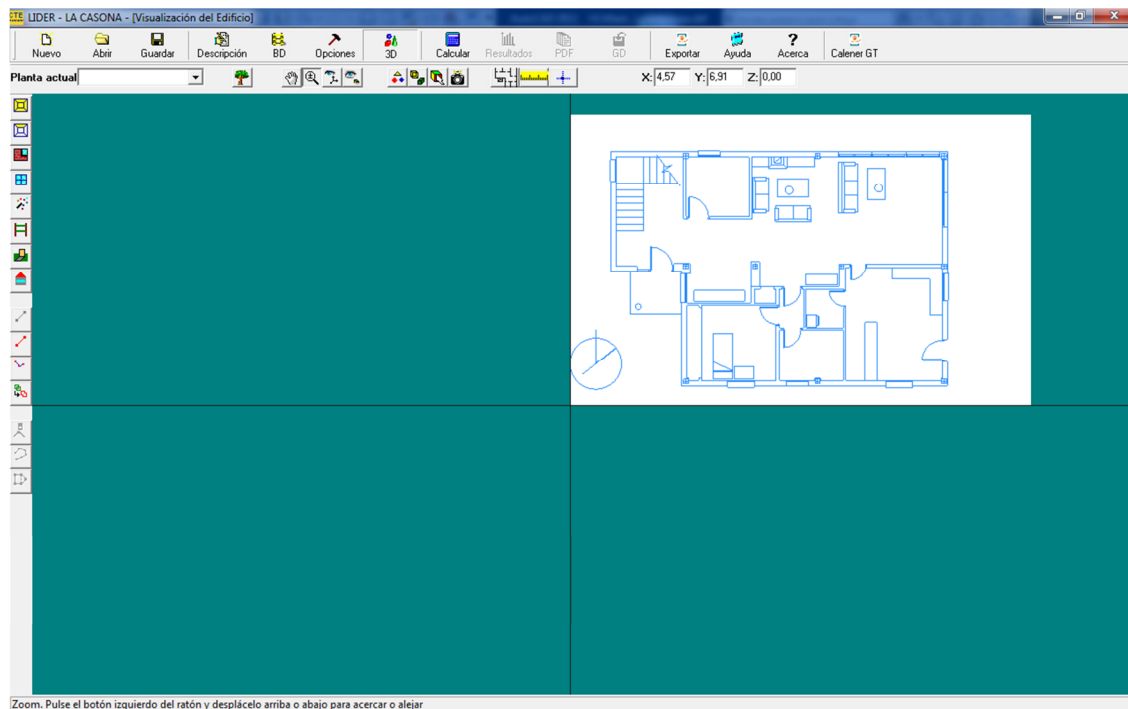 CTE LIDER - LA CASONA - [Visualización del Edificio]
Nuevo Abrir Guardar Descripción BD Opciones 3D Calcular Resultados PDF GD Exportar Ayuda Acerca Calener GT
Planta actual X: 4,57 Y: 6,91 Z: 0,00
Zoom. Pulse el botón izquierdo del ratón y desplácelo arriba o abajo para acercar o alejar